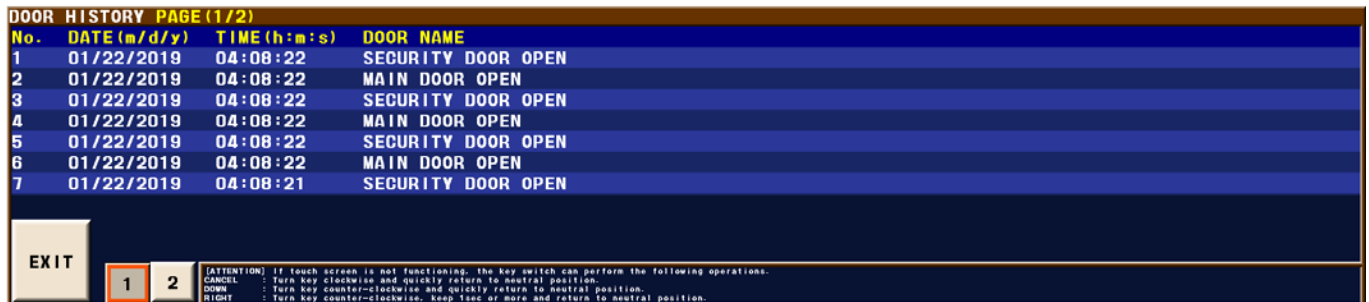 DOOR HISTORY PAGE(1/2)
No. DATE(m/d/y) TIME(h:m:s) DOOR NAME
1 01/22/2019 04:08:22 SECURITY DOOR OPEN
2 01/22/2019 04:08:22 MAIN DOOR OPEN
3 01/22/2019 04:08:22 SECURITY DOOR OPEN
4 01/22/2019 04:08:22 MAIN DOOR OPEN
5 01/22/2019 04:08:22 SECURITY DOOR OPEN
6 01/22/2019 04:08:22 MAIN DOOR OPEN
7 01/22/2019 04:08:21 SECURITY DOOR OPEN
EXIT
1 2
[ATTENTION] If touch screen is not functioning, the key switch can perform the following operations.
CANCEL : Turn key clockwise and quickly return to neutral position.
DOWN : Turn key counter-clockwise and quickly return to neutral position.
RIGHT : Turn key counter-clockwise, keep 1sec or more and return to neutral position.